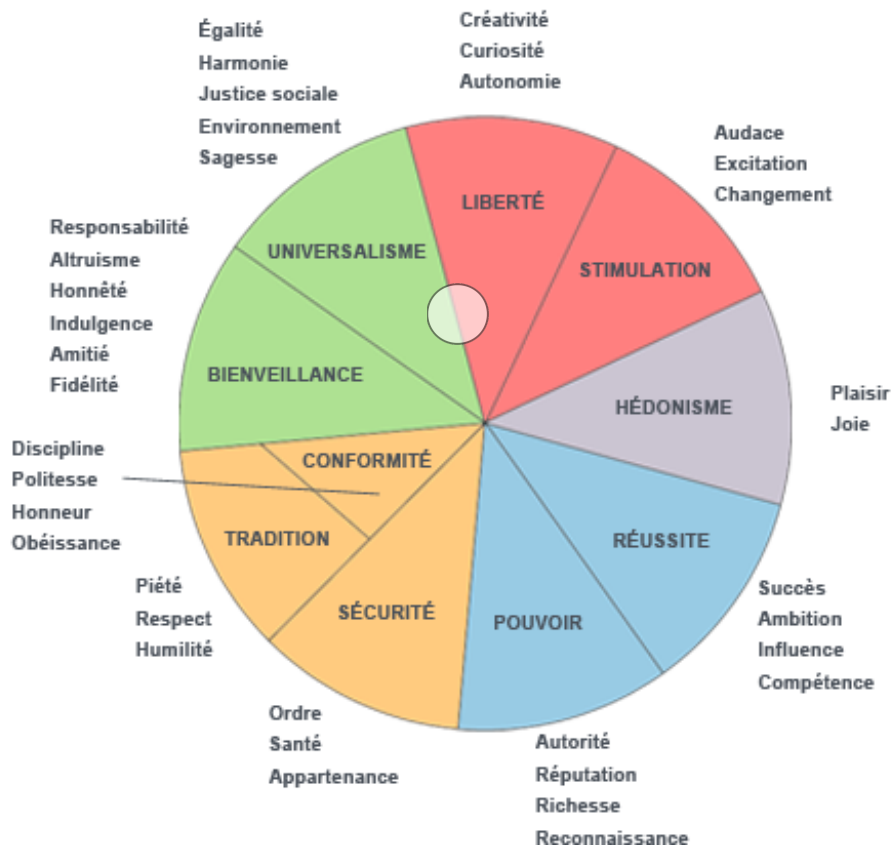 Créativité
Curiosité
Autonomie
Égalité
Harmonie
Justice sociale
Environnement
Sagesse
Audace
Excitation
Changement
LIBERTÉ
STIMULATION
UNIVERSALISME
Responsabilité
Altruisme
Honnêté
Indulgence
Amitié
Fidélité
BIENVEILLANCE
HÉDONISME
Plaisir
Joie
Discipline
Politesse
Honneur
Obéissance
CONFORMITÉ
TRADITION
RÉUSSITE
Piété
Respect
Humilité
SÉCURITÉ
POUVOIR
Succès
Ambition
Influence
Compétence
Ordre
Santé
Appartenance
Autorité
Réputation
Richesse
Reconnaissance